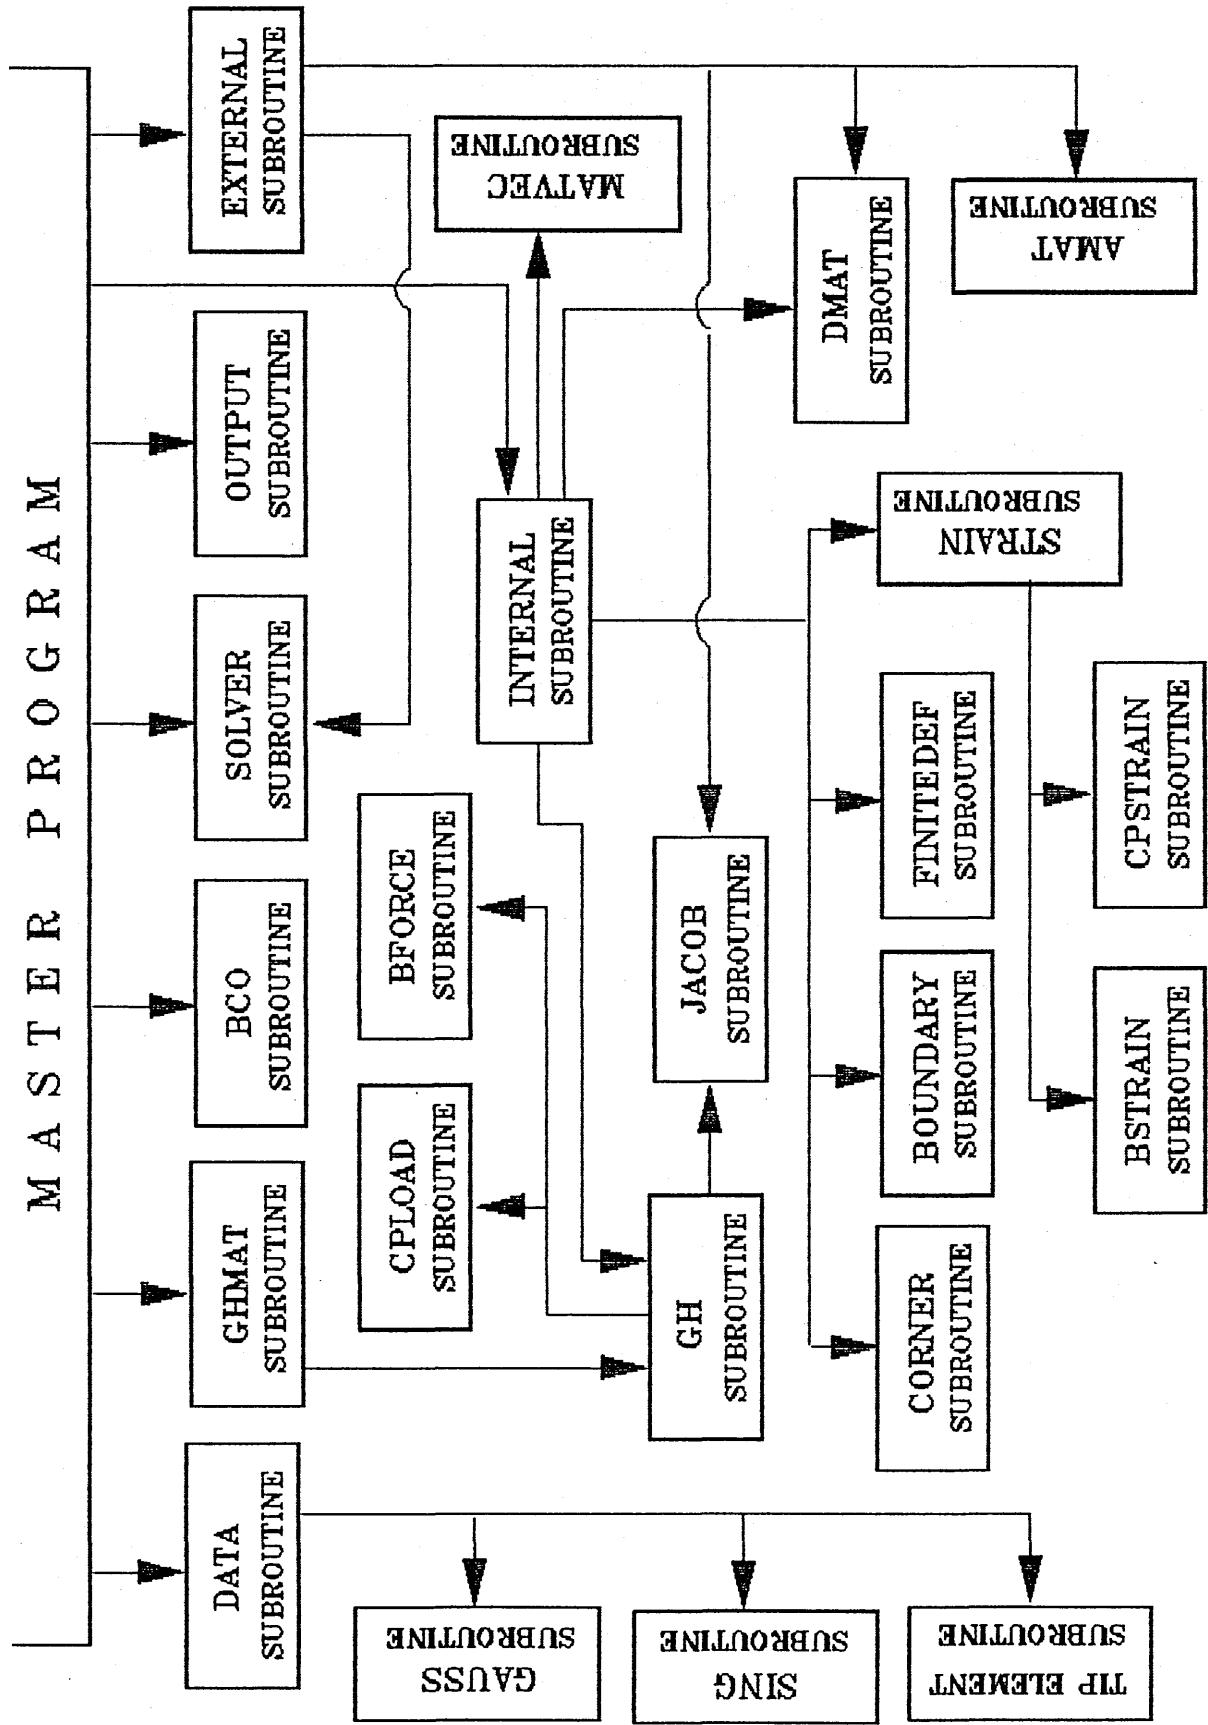 MASTER PROGRAM
DATA
SUBROUTINE
GHMAT
SUBROUTINE
BCO
SUBROUTINE
SOLVER
SUBROUTINE
OUTPUT
SUBROUTINE
EXTERNAL
SUBROUTINE
GAUSS
SUBROUTINE
CPLOAD
SUBROUTINE
BFORCE
SUBROUTINE
INTERNAL
SUBROUTINE
MATVEC
SUBROUTINE
SING
SUBROUTINE
GH
SUBROUTINE
JACOB
SUBROUTINE
DMAT
SUBROUTINE
AMAT
SUBROUTINE
TIP ELEMENT
SUBROUTINE
CORNER
SUBROUTINE
BOUNDARY
SUBROUTINE
FINITEDEF
SUBROUTINE
STRAIN
SUBROUTINE
BSTRAIN
SUBROUTINE
CPSTRAIN
SUBROUTINE